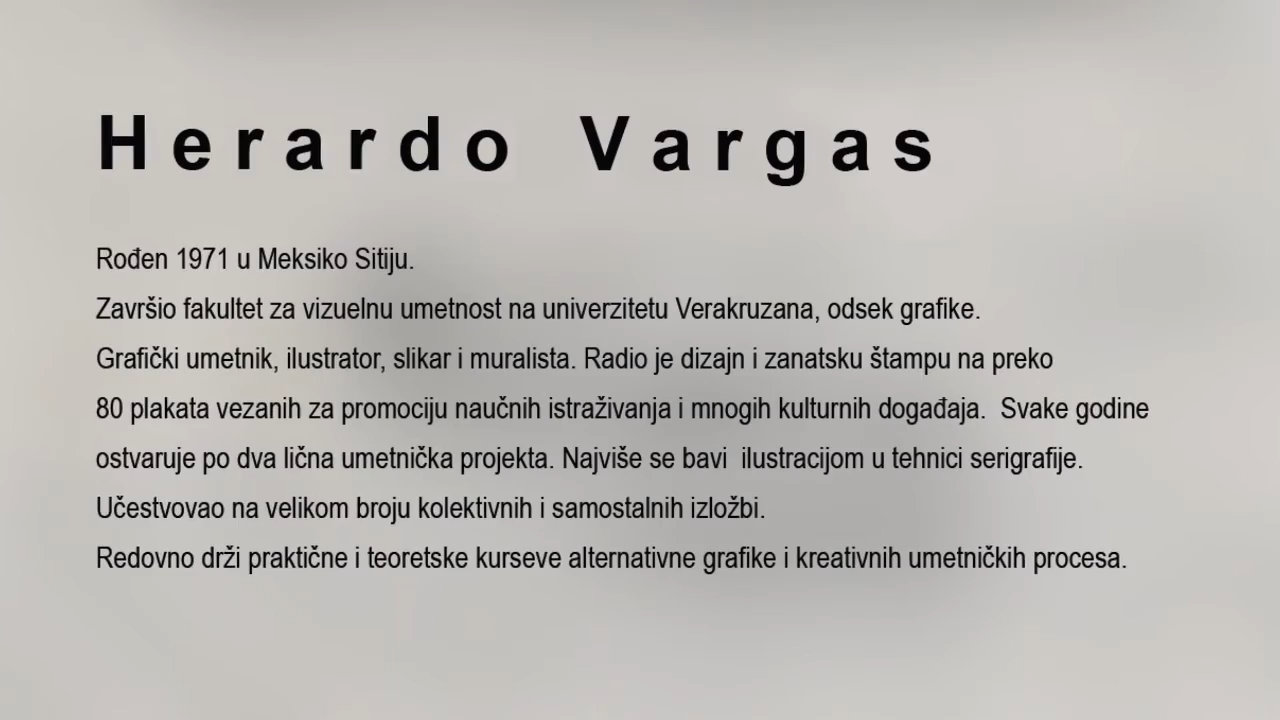 Herardo Vargas
Rođen 1971 u Meksiko Sitiju.
Završio fakultet za vizuelnu umetnost na univerzitetu Verakruzana, odsek grafike.
Grafički umetnik, ilustrator, slikar i muralista. Radio je dizajn i zanatsku štampu na preko
80 plakata vezanih za promociju naučnih istraživanja i mnogih kulturnih događaja.  Svake godine
ostvaruje po dva lična umetnička projekta. Najviše se bavi  ilustracijom u tehnici serigrafije.
Učestvovao na velikom broju kolektivnih i samostalnih izložbi.
Redovno drži praktične i teoretske kurseve alternativne grafike i kreativnih umetničkih procesa.